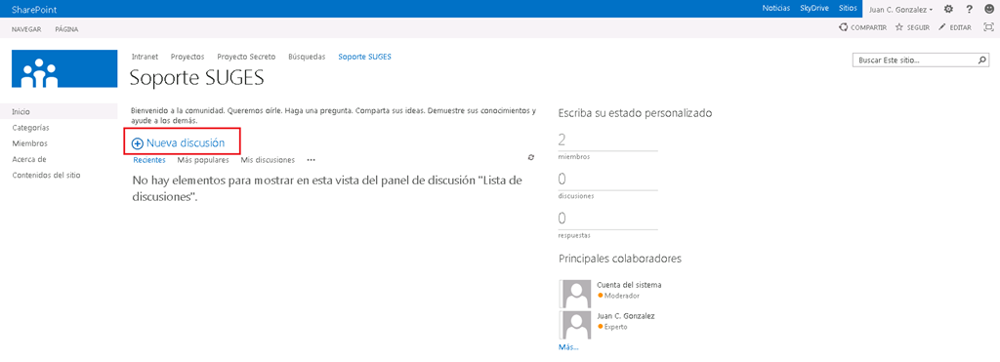 SharePoint
Noticias SkyDrive Sitios Juan C. Gonzalez ?
NAVEGAR PÁGINA
COMPARTIR SEGUIR EDITAR
Intranet Proyectos Proyecto Secreto Búsquedas Soporte SUGES
Soporte SUGES
Buscar Este sitio...
Inicio
Categorías
Miembros
Acerca de
Contenidos del sitio
Bienvenido a la comunidad. Queremos oírle. Haga una pregunta. Comparta sus ideas. Demuestre sus conocimientos y
ayude a los demás.
Nueva discusión
Recientes Más populares Mis discusiones ...
No hay elementos para mostrar en esta vista del panel de discusión "Lista de
discusiones".
Escriba su estado personalizado
2
miembros
0
discusiones
0
respuestas
Principales colaboradores
Cuenta del sistema
Moderador
Juan C. Gonzalez
Experto
Más...